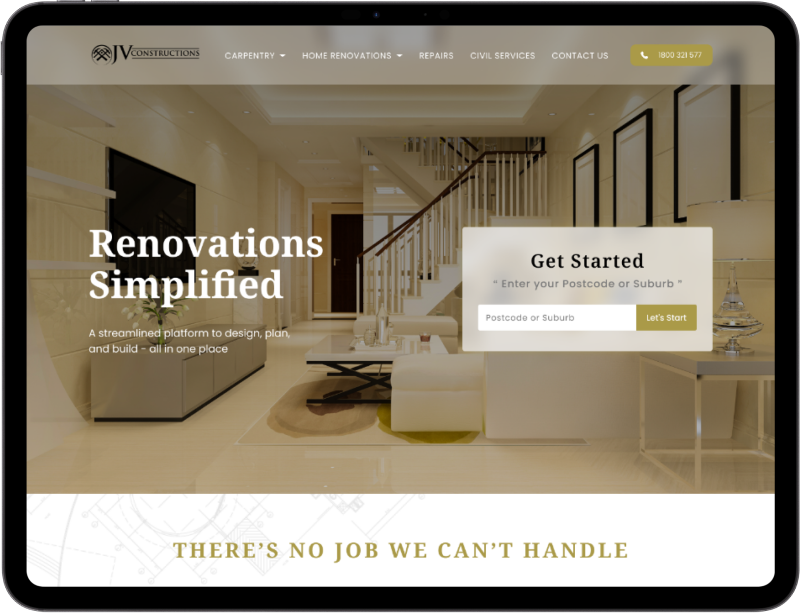 JV CONSTRUCTIONS
CARPENTRY HOME RENOVATIONS REPAIRS CIVIL SERVICES CONTACT US 1800 321 577
Renovations
Simplified
A streamlined platform to design, plan,
and build - all in one place
Get Started
" Enter your Postcode or Suburb "
Postcode or Suburb Let's Start
THERE'S NO JOB WE CAN'T HANDLE